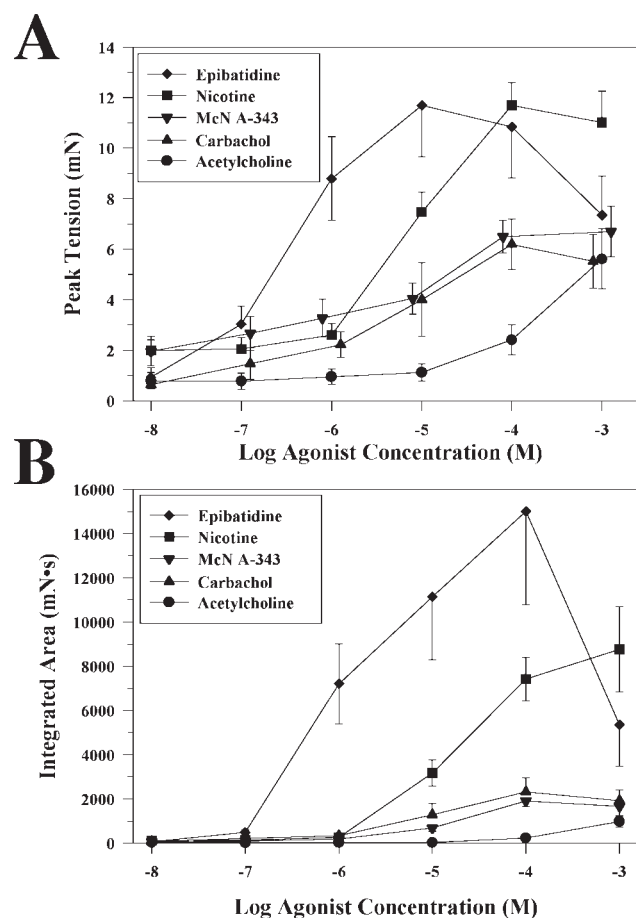 A
Peak Tension (mN)
14
12
10
8
6
4
2
0
Epibatidine
Nicotine
McN A-343
Carbachol
Acetylcholine
-8 -7 -6 -5 -4 -3
Log Agonist Concentration (M)
B
Integrated Area (mN•s)
16000
14000
12000
10000
8000
6000
4000
2000
0
Epibatidine
Nicotine
McN A-343
Carbachol
Acetylcholine
-8 -7 -6 -5 -4 -3
Log Agonist Concentration (M)